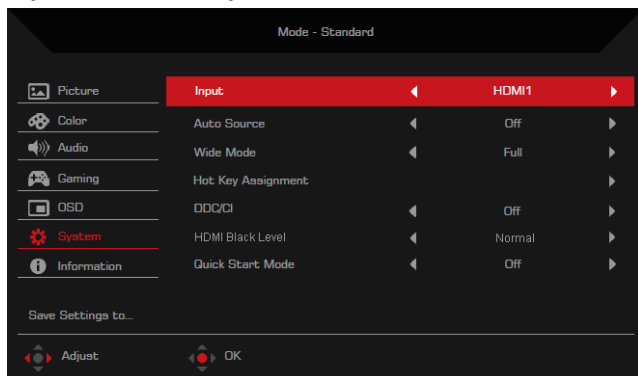 Mode - Standard
Picture
Input HDMI1
Color
Auto Source Off
Audio
Wide Mode Full
Gaming
Hot Key Assignment
OSD
DDC/CI Off
System
HDMI Black Level Normal
Information
Quick Start Mode Off
Save Settings to...
Adjust OK